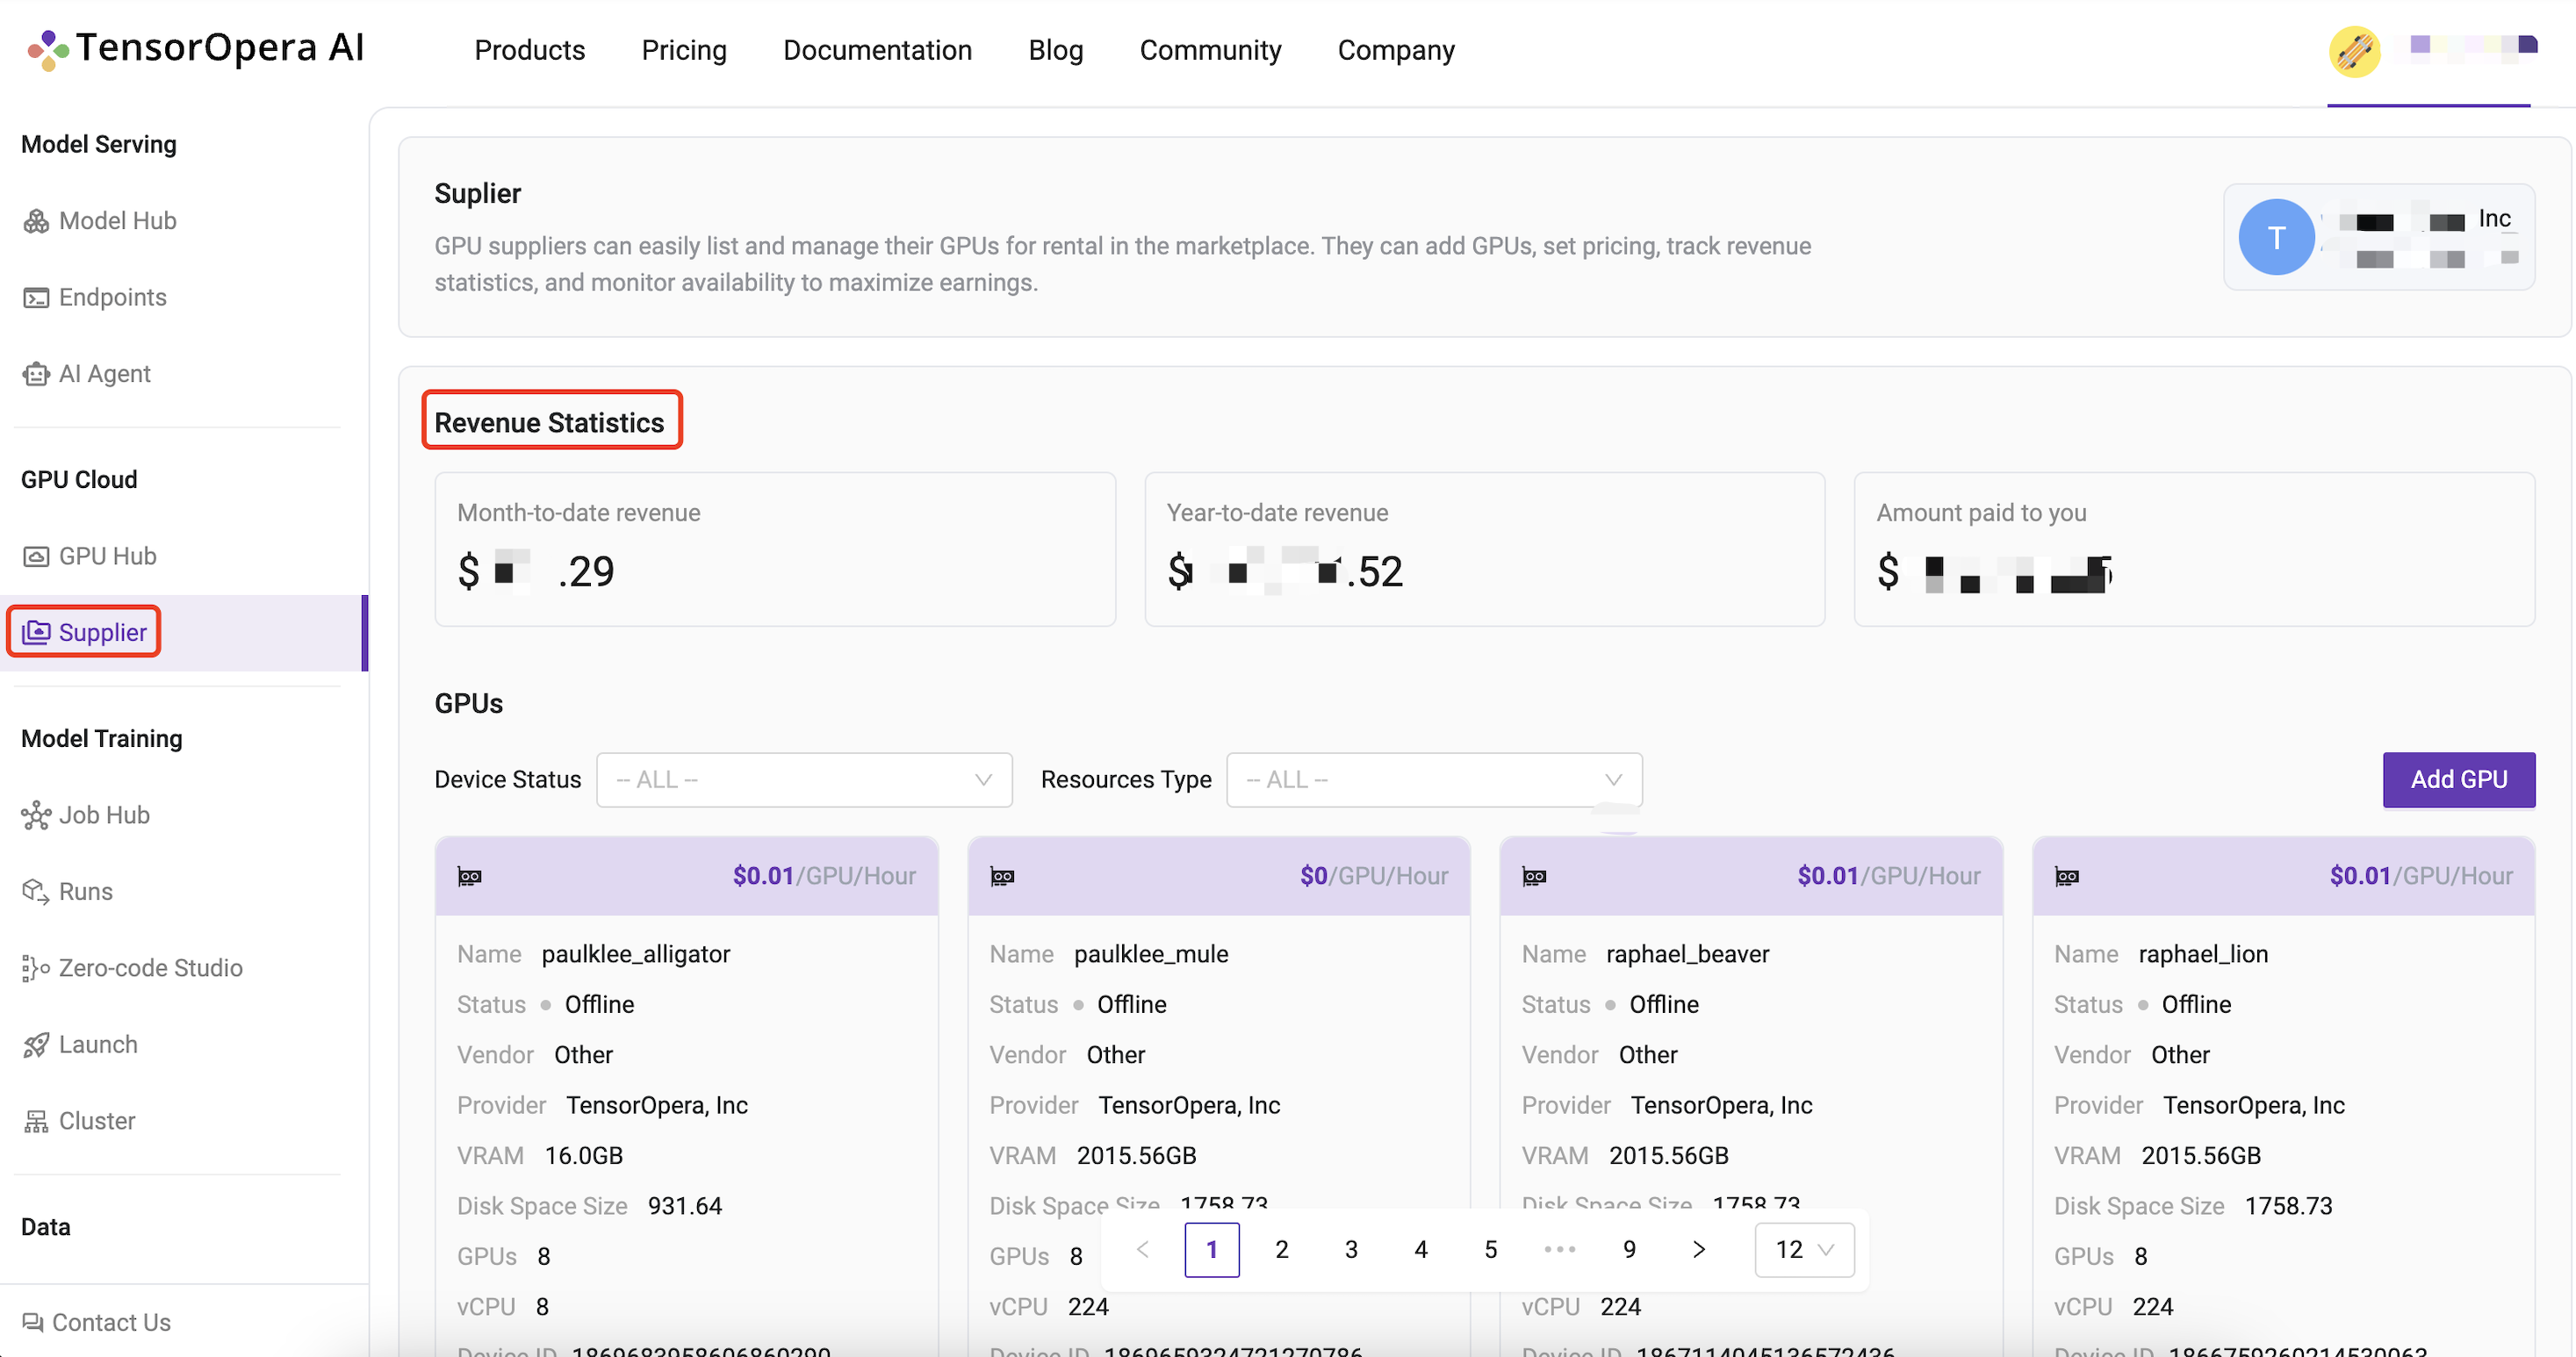 TensorOpera AI
Products Pricing Documentation Blog Community Company
Model Serving
Model Hub
Endpoints
AI Agent
GPU Cloud
GPU Hub
Supplier
Model Training
Job Hub
Runs
Zero-code Studio
Launch
Cluster
Data
Contact Us
Suplier
GPU suppliers can easily list and manage their GPUs for rental in the marketplace. They can add GPUs, set pricing, track revenue
statistics, and monitor availability to maximize earnings.
T
Inc
Revenue Statistics
Month-to-date revenue
$ .29
Year-to-date revenue
$ .52
Amount paid to you
$
GPUs
Device Status -- ALL -- Resources Type -- ALL -- Add GPU
$0.01/GPU/Hour
Name paulklee_alligator
Status Offline
Vendor Other
Provider TensorOpera, Inc
VRAM 16.0GB
Disk Space Size 931.64
GPUs 8
vCPU 8
Device ID 1869683958606860290
$0/GPU/Hour
Name paulklee_mule
Status Offline
Vendor Other
Provider TensorOpera, Inc
VRAM 2015.56GB
Disk Space Size 1758.73
GPUs 8
vCPU 224
Device ID 1869659324721270786
$0.01/GPU/Hour
Name raphael_beaver
Status Offline
Vendor Other
Provider TensorOpera, Inc
VRAM 2015.56GB
Disk Space Size 1758.73
vCPU 224
Device ID 1867114045136572436
$0.01/GPU/Hour
Name raphael_lion
Status Offline
Vendor Other
Provider TensorOpera, Inc
VRAM 2015.56GB
Disk Space Size 1758.73
GPUs 8
vCPU 224
Device ID 1866759260214530063
< 1 2 3 4 5 ••• 9 > 12